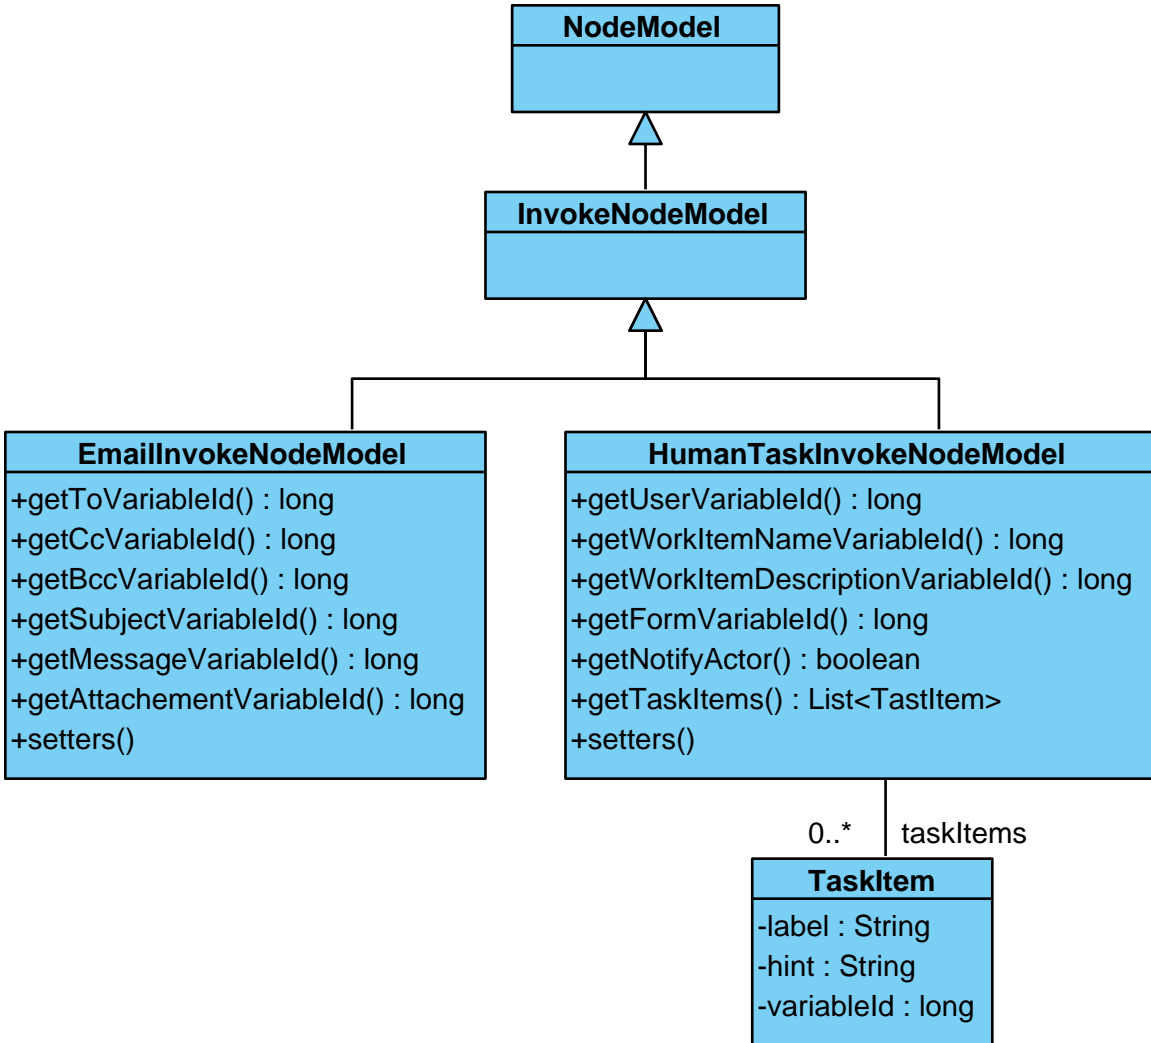 NodeModel
InvokeNodeModel
EmailInvokeNodeModel
+getToVariableId() : long
+getCcVariableId() : long
+getBccVariableId() : long
+getSubjectVariableId() : long
+getMessageVariableId() : long
+getAttachementVariableId() : long
+setters()
HumanTaskInvokeNodeModel
+getUserVariableId() : long
+getWorkItemNameVariableId() : long
+getWorkItemDescriptionVariableId() : long
+getFormVariableId() : long
+getNotifyActor() : boolean
+getTaskItems() : List<TastItem>
+setters()
0..* taskItems
TaskItem
-label : String
-hint : String
-variableId : long